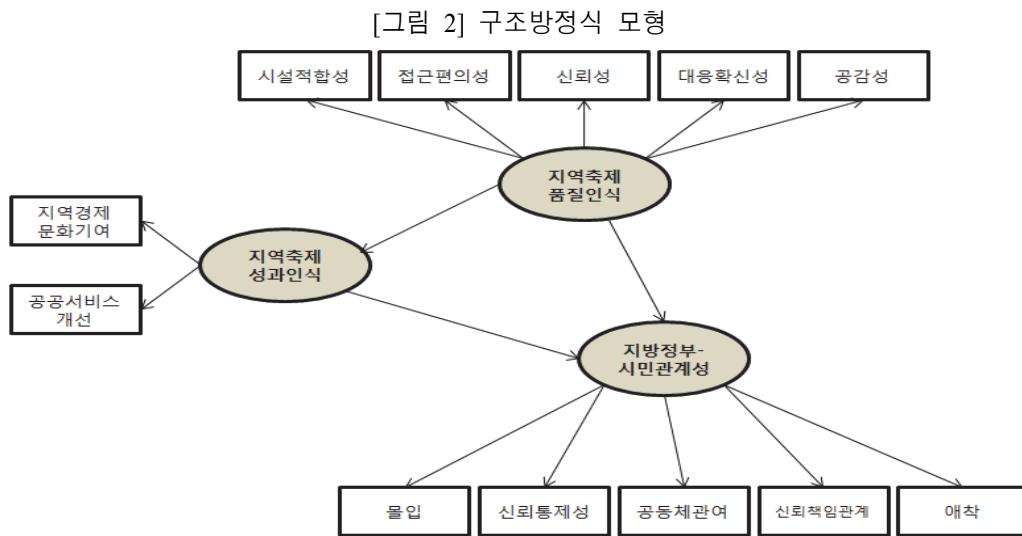 [그림 2] 구조방정식 모형
시설적합성
접근편의성
신뢰성
대응확신성
공감성
지역축제
품질인식
지역경제
문화기여
지역축제
성과인식
공공서비스
개선
지방정부-
시민관계성
몰입
신뢰통제성
공동체관여
신뢰책임관계
애착